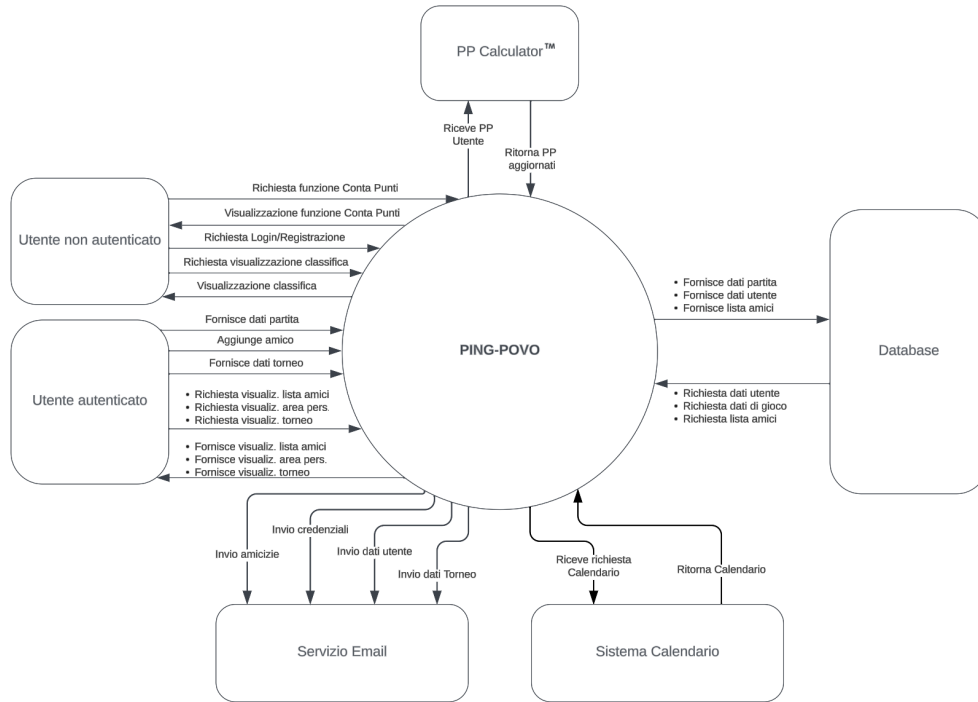 PP Calculator™
Riceve PP
Utente
Ritorna PP
aggiornati
Richiesta funzione Conta Punti
Visualizzazione funzione Conta Punti
Utente non autenticato
Richiesta Login/Registrazione
Richiesta visualizzazione classifica
Visualizzazione classifica
Fornisce dati partita
Aggiunge amico
Fornisce dati torneo
Utente autenticato
• Richiesta visualiz. lista amici
• Richiesta visualiz. area pers.
• Richiesta visualiz. torneo
• Fornisce visualiz. lista amici
• Fornisce visualiz. area pers.
• Fornisce visualiz. torneo
PING-POVO
• Fornisce dati partita
• Fornisce dati utente
• Fornisce lista amici
Database
• Richiesta dati utente
• Richiesta dati di gioco
• Richiesta lista amici
Invio amicizie
Invio credenziali
Invio dati utente
Invio dati Torneo
Riceve richiesta
Calendario
Ritorna Calendario
Servizio Email
Sistema Calendario